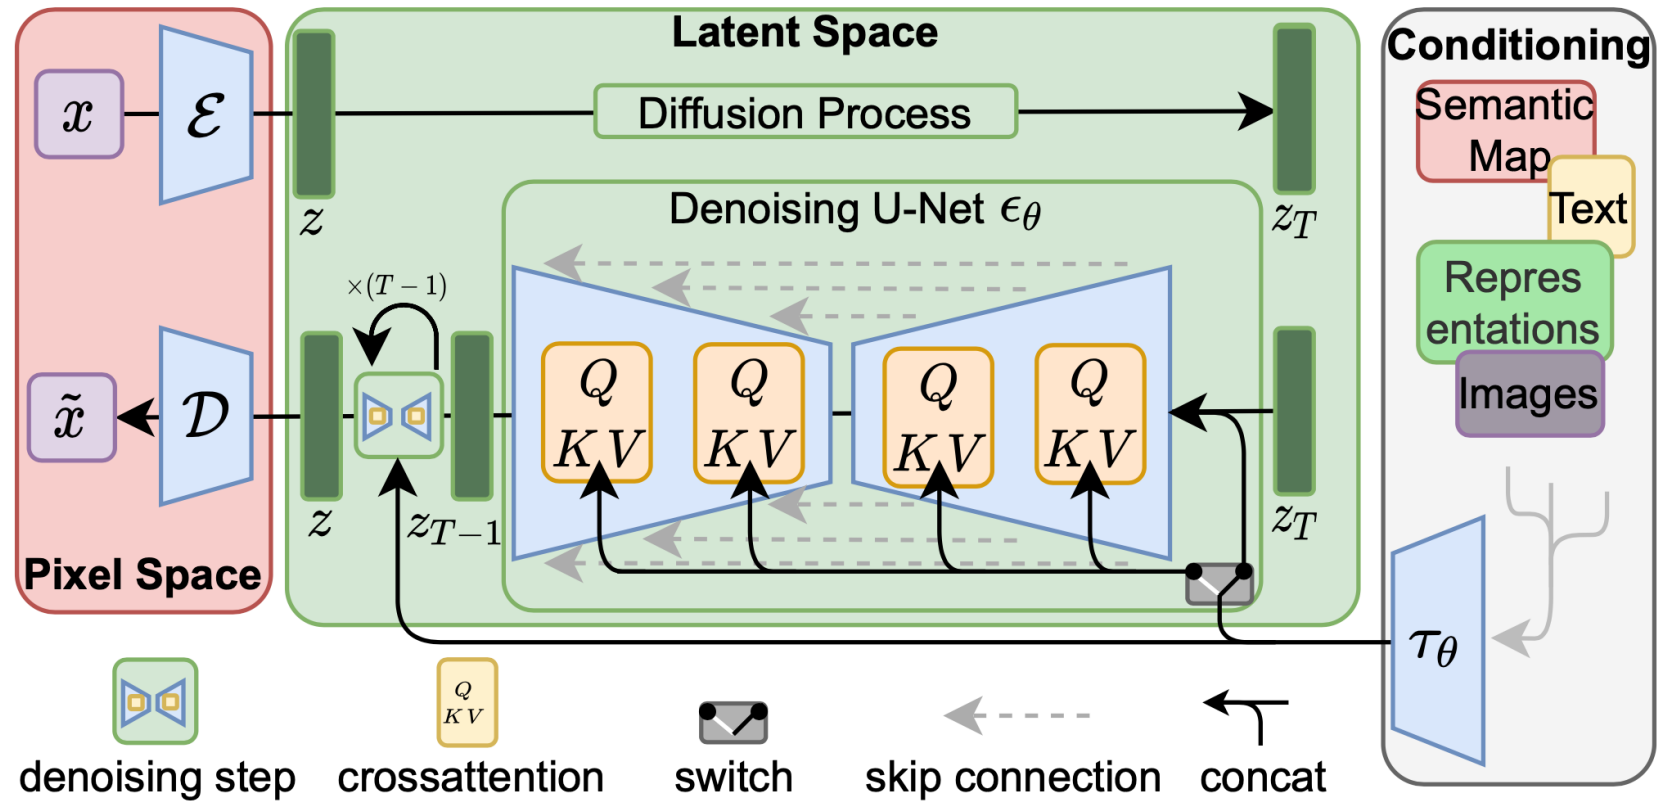 Latent Space
Conditioning
x
ℰ
Diffusion Process
z
z_T
Semantic
Map
Text
Repres
entations
Images
Denoising U-Net ϵ_θ
×(T − 1)
Q
K V
Q
K V
Q
K V
Q
K V
x̃
𝒟
z
z_{T−1}
z_T
Pixel Space
τ_θ
Q
K V
denoising step
crossattention
switch
skip connection
concat